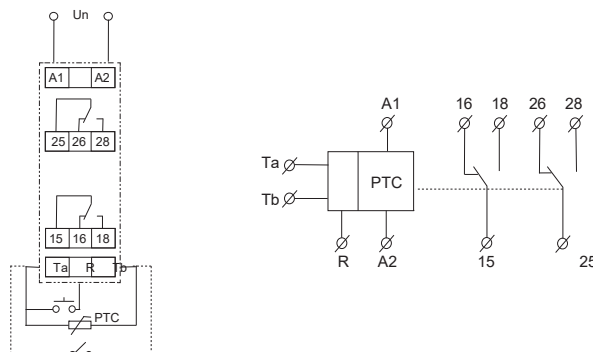 Un
A1 A2
25 26 28
15 16 18
Ta R Tb
PTC
A1 16 18 26 28
Ta
PTC
Tb
R A2 15 25